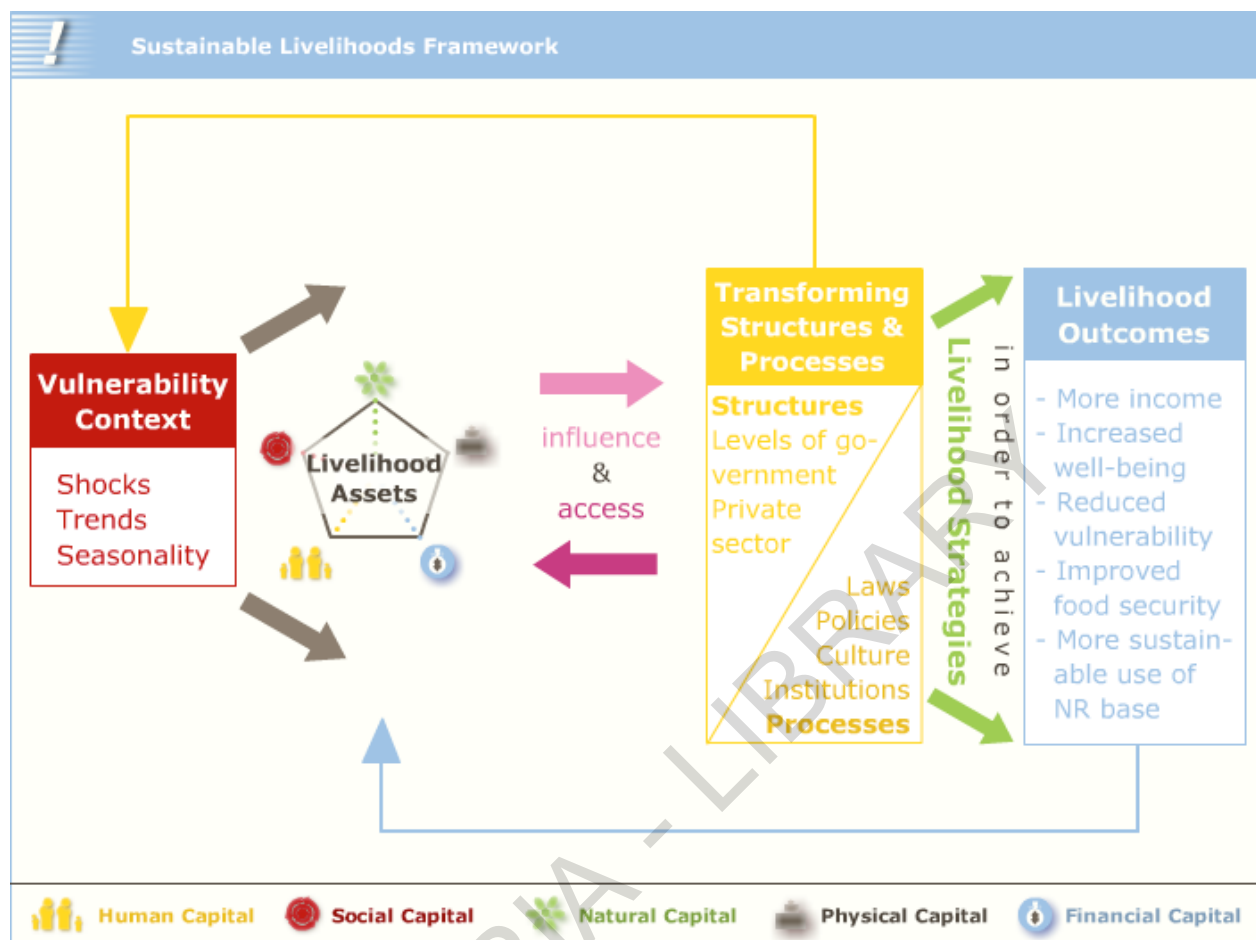 !
Sustainable Livelihoods Framework
Vulnerability
Context
Shocks
Trends
Seasonality
Livelihood
Assets
influence
&
access
Transforming
Structures &
Processes
Structures
Levels of go-
vernment
Private
sector
Laws
Policies
Culture
Institutions
Processes
Livelihood Strategies
in order to achieve
Livelihood
Outcomes
- More income
- Increased
well-being
- Reduced
vulnerability
- Improved
food security
- More sustain-
able use of
NR base
Human Capital
Social Capital
Natural Capital
Physical Capital
Financial Capital
IA - LIBRARY